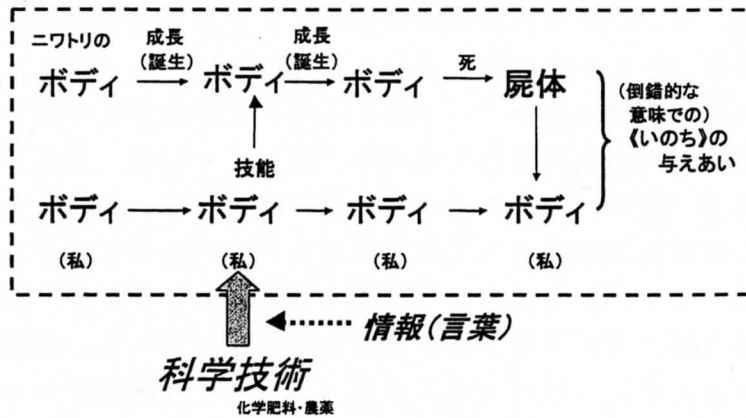 ニワトリの
成長
(誕生)
成長
(誕生)
死
ボディ
ボディ
ボディ
屍体
(倒錯的な
意味での)
《いのち》の
与えあい
技能
ボディ
ボディ
ボディ
ボディ
(私)
(私)
(私)
(私)
情報(言葉)
科学技術
化学肥料・農薬